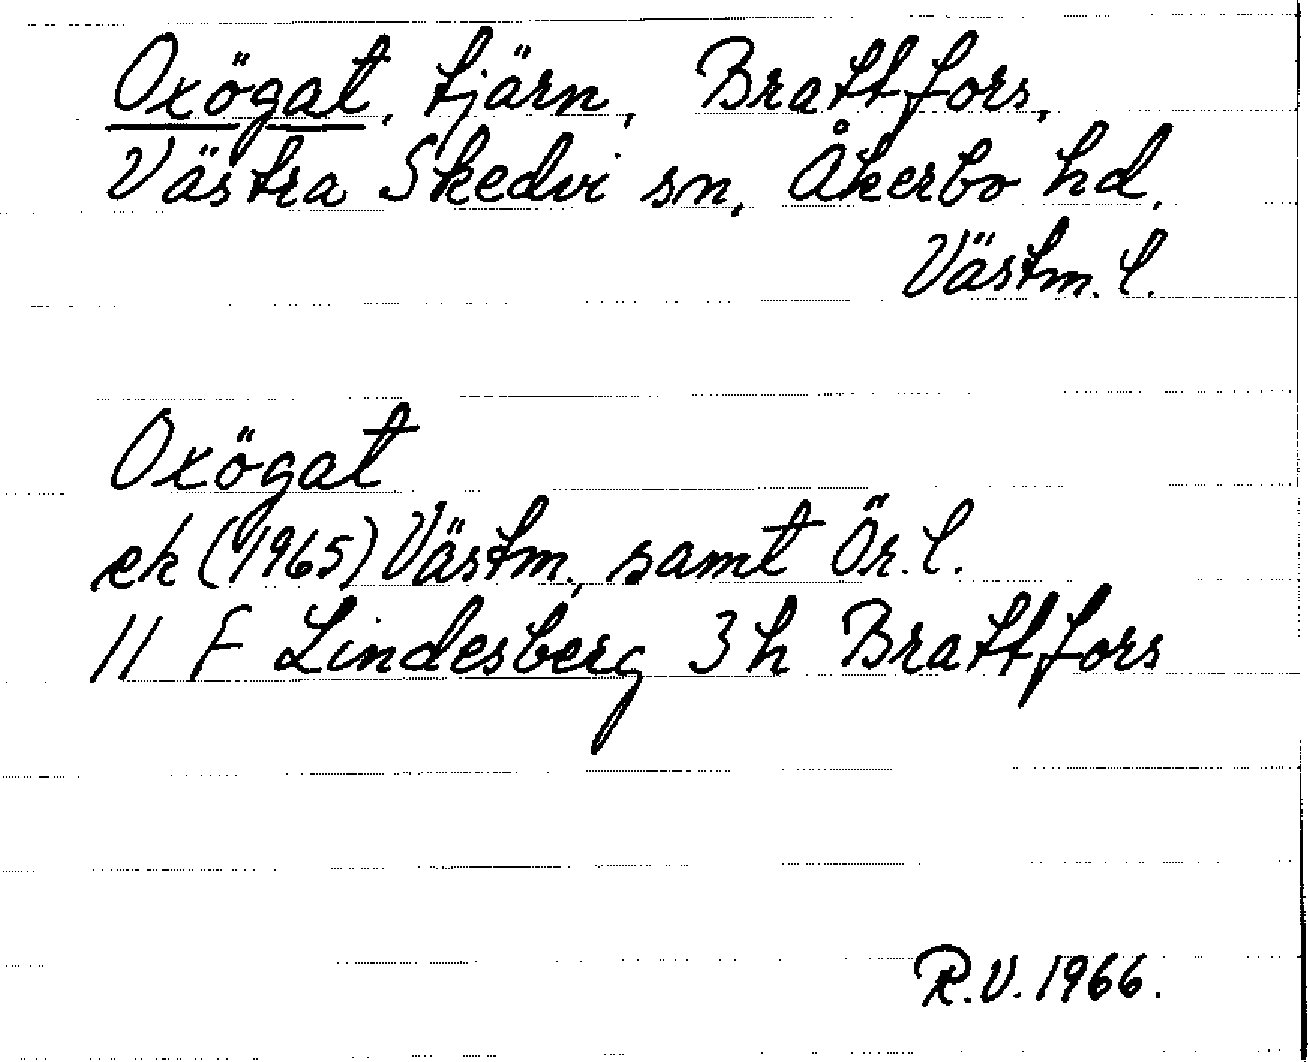 Oxögat, tjärn, Brattfors,
Västra Skedvi sn, Åkerbo hd,
Västm. l.
Oxögat
ek (1965) Västm., samt Ör. l.
11 F Lindesberg 3 h Brattfors
R.V. 1966.